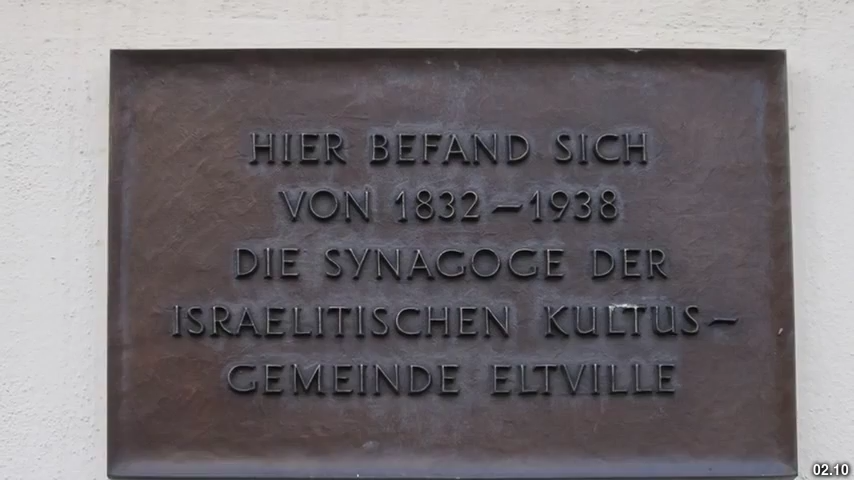 HIER BEFAND SICH
VON 1832–1938
DIE SYNAGOGE DER
ISRAELITISCHEN KULTUS–
GEMEINDE ELTVILLE
02.10